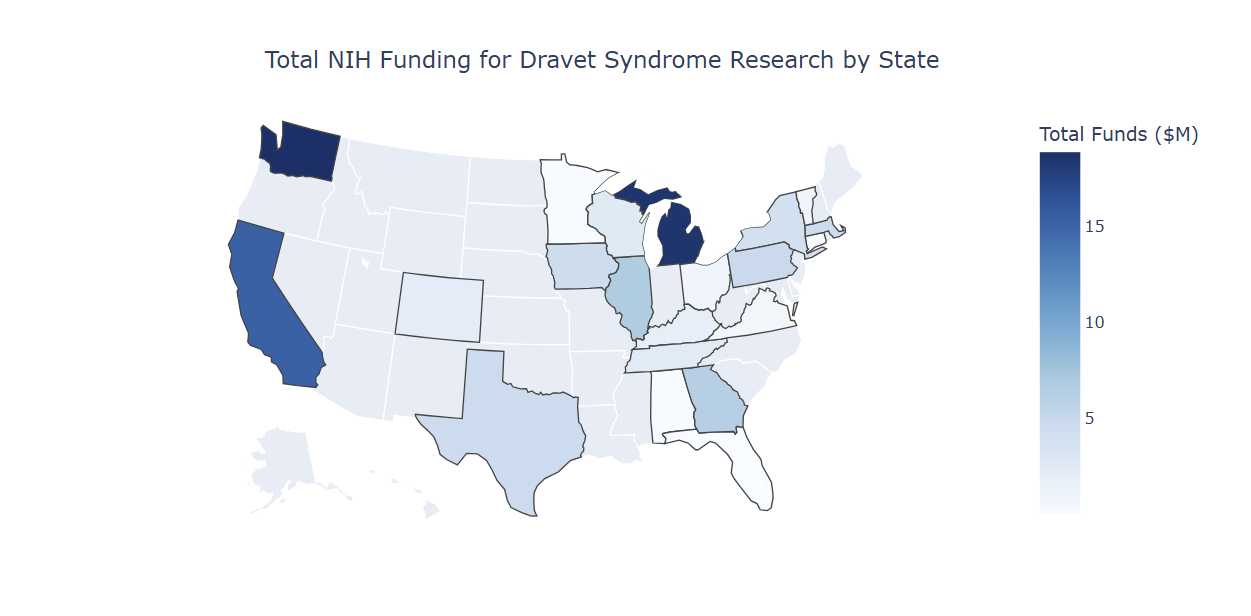 Total NIH Funding for Dravet Syndrome Research by State
Total Funds ($M)
15
10
5